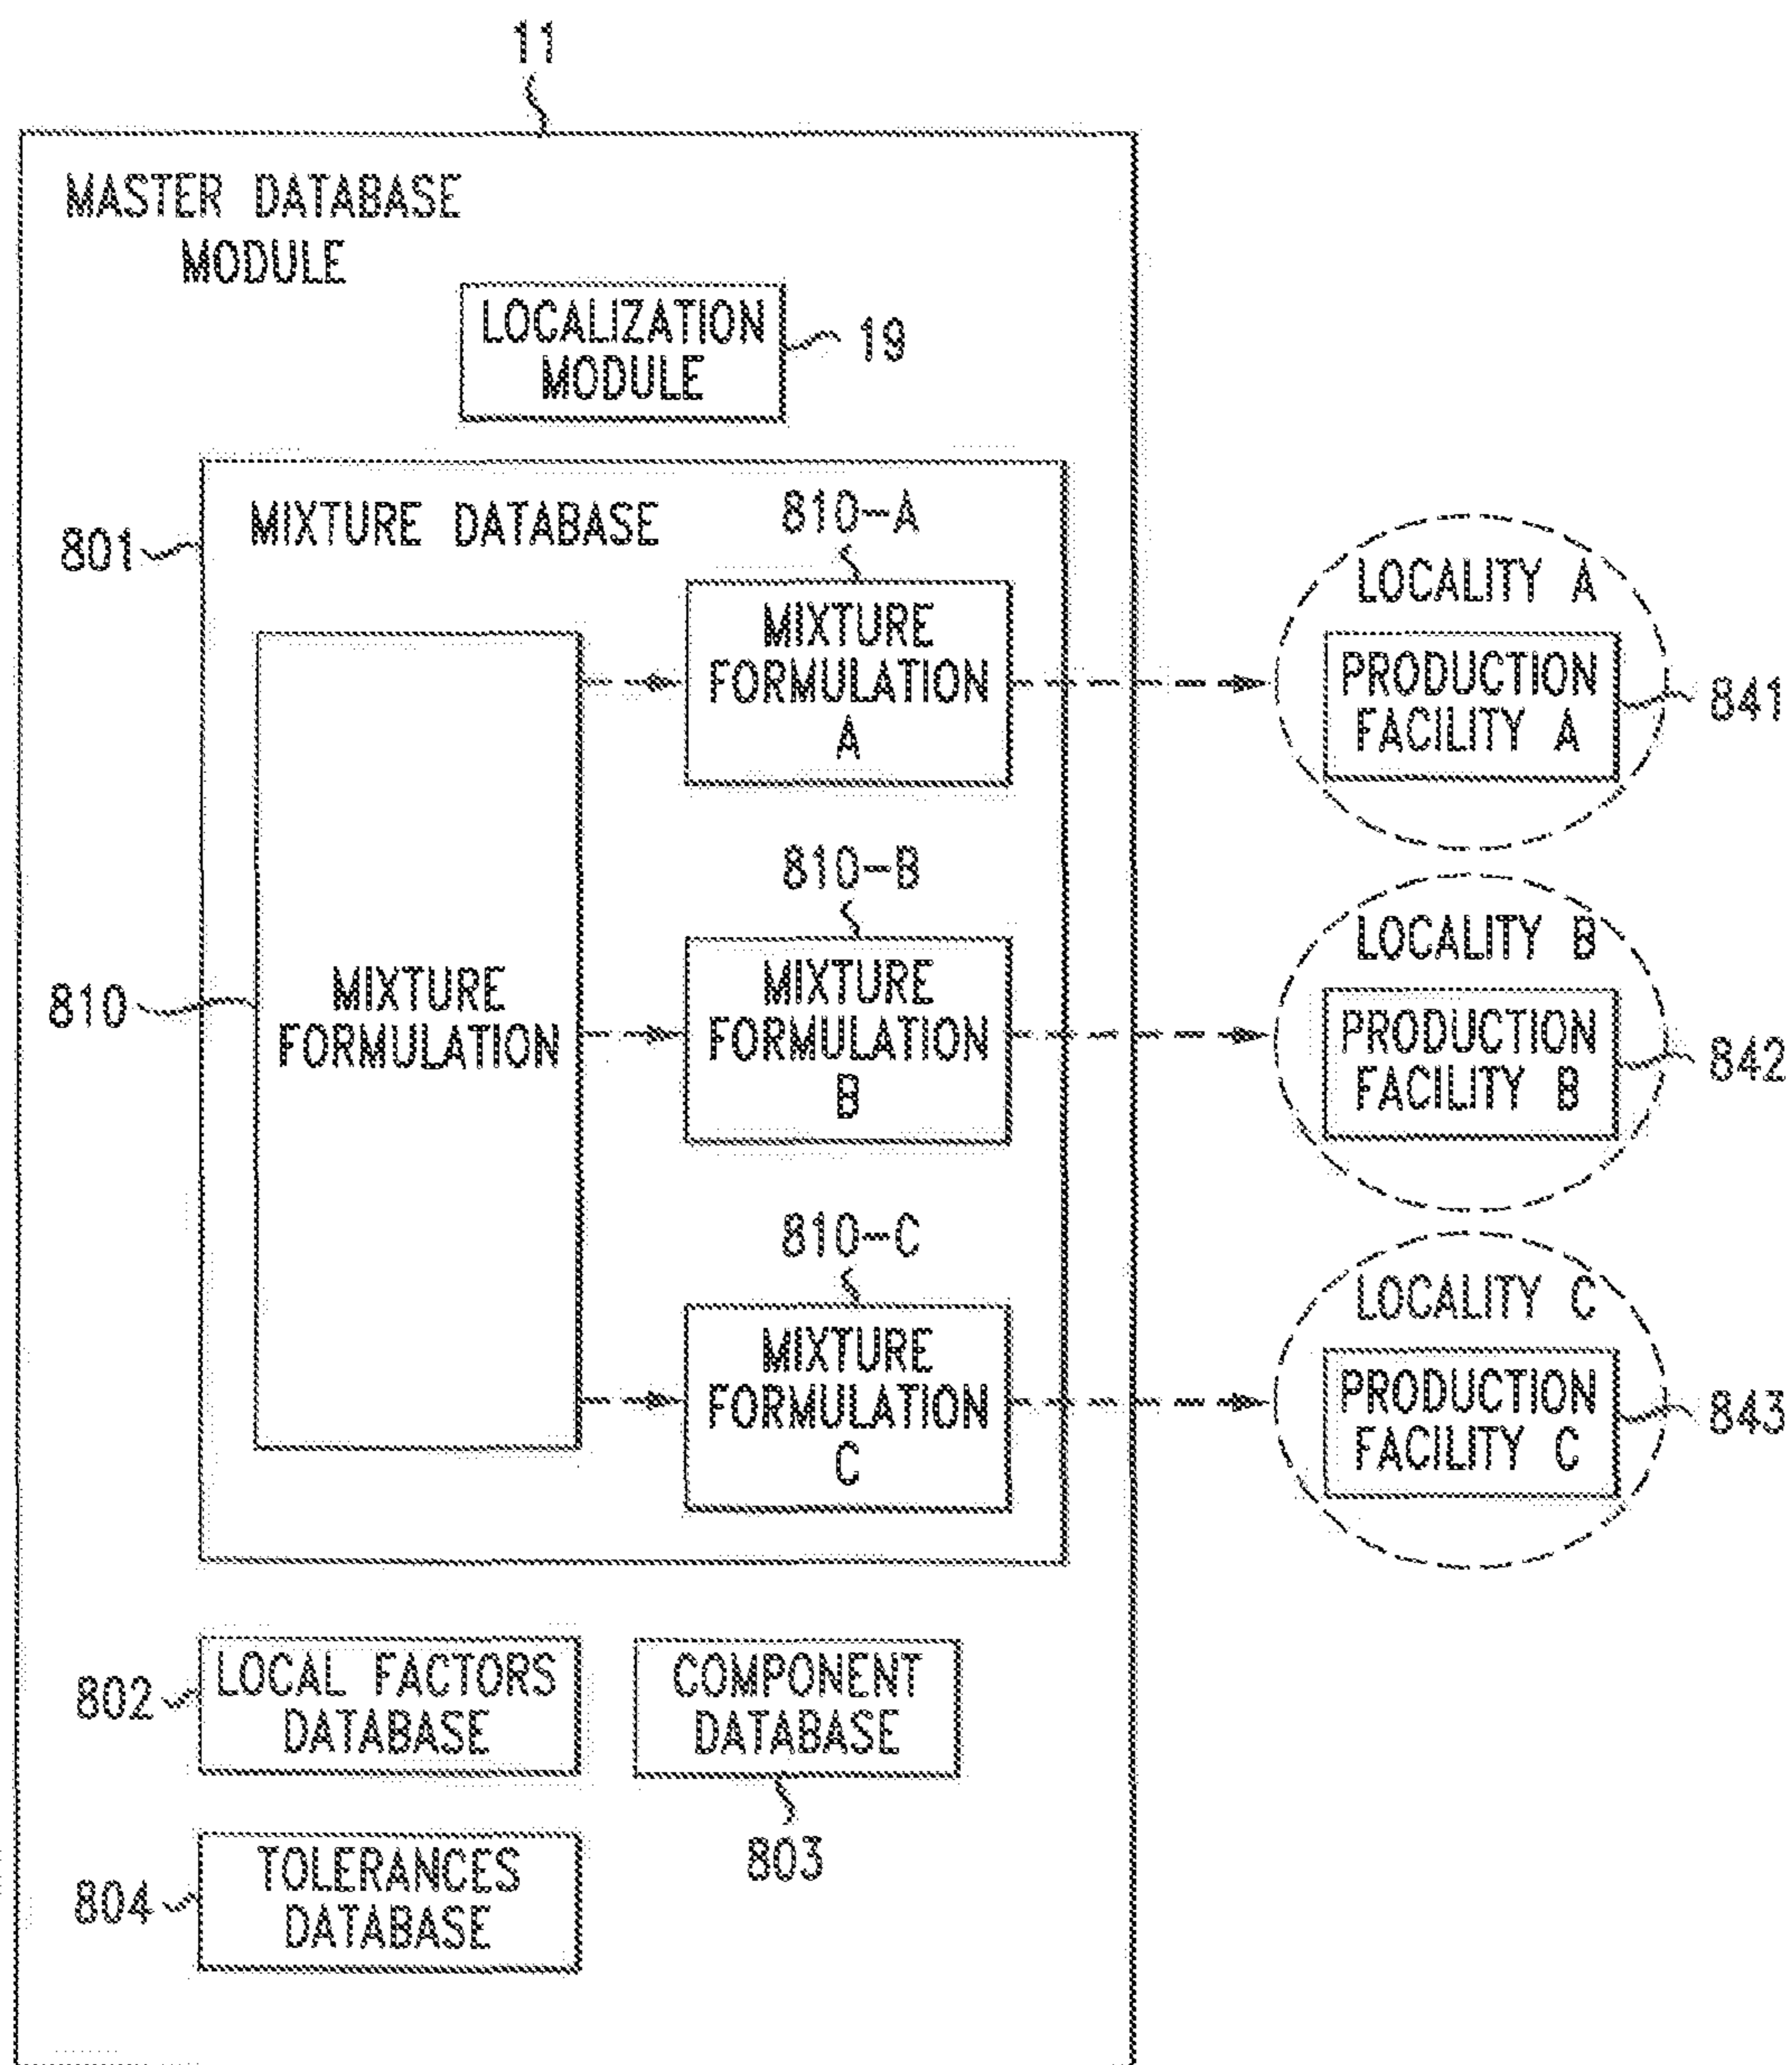 11
MASTER DATABASE
MODULE
LOCALIZATION
MODULE
19
801
MIXTURE DATABASE
810-A
MIXTURE
FORMULATION
A
LOCALITY A
PRODUCTION
FACILITY A
841
810
MIXTURE
FORMULATION
810-B
MIXTURE
FORMULATION
B
LOCALITY B
PRODUCTION
FACILITY B
842
810-C
MIXTURE
FORMULATION
C
LOCALITY C
PRODUCTION
FACILITY C
843
802
LOCAL FACTORS
DATABASE
COMPONENT
DATABASE
803
804
TOLERANCES
DATABASE